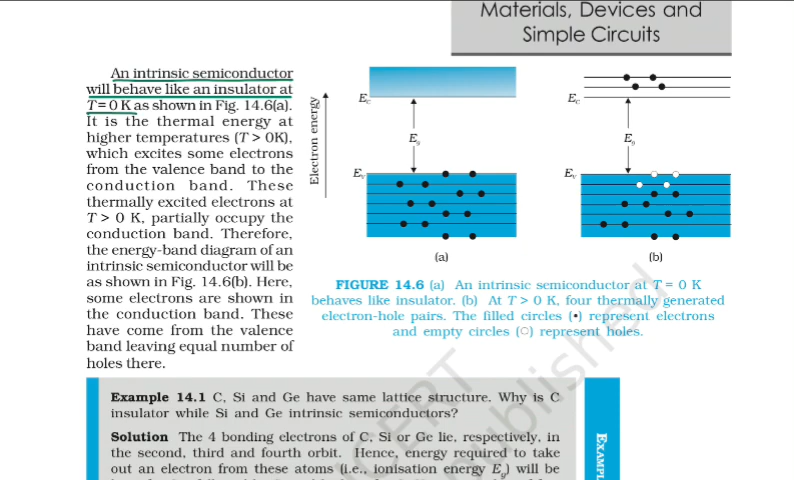 Materials, Devices and
Simple Circuits
An intrinsic semiconductor
will behave like an insulator at
T = 0 K as shown in Fig. 14.6(a).
It is the thermal energy at
higher temperatures (T > 0K),
which excites some electrons
from the valence band to the
conduction band. These
thermally excited electrons at
T > 0 K, partially occupy the
conduction band. Therefore,
the energy-band diagram of an
intrinsic semiconductor will be
as shown in Fig. 14.6(b). Here,
some electrons are shown in
the conduction band. These
have come from the valence
band leaving equal number of
holes there.
Electron energy
E_C
E_g
E_V
(a)
E_C
E_g
E_V
(b)
FIGURE 14.6 (a) An intrinsic semiconductor at T = 0 K
behaves like insulator. (b) At T > 0 K, four thermally generated
electron-hole pairs. The filled circles (•) represent electrons
and empty circles (○) represent holes.
Example 14.1 C, Si and Ge have same lattice structure. Why is C
insulator while Si and Ge intrinsic semiconductors?
Solution The 4 bonding electrons of C, Si or Ge lie, respectively, in
the second, third and fourth orbit. Hence, energy required to take
out an electron from these atoms (i.e., ionisation energy E_g) will be
EXAMPL
NCERT
published